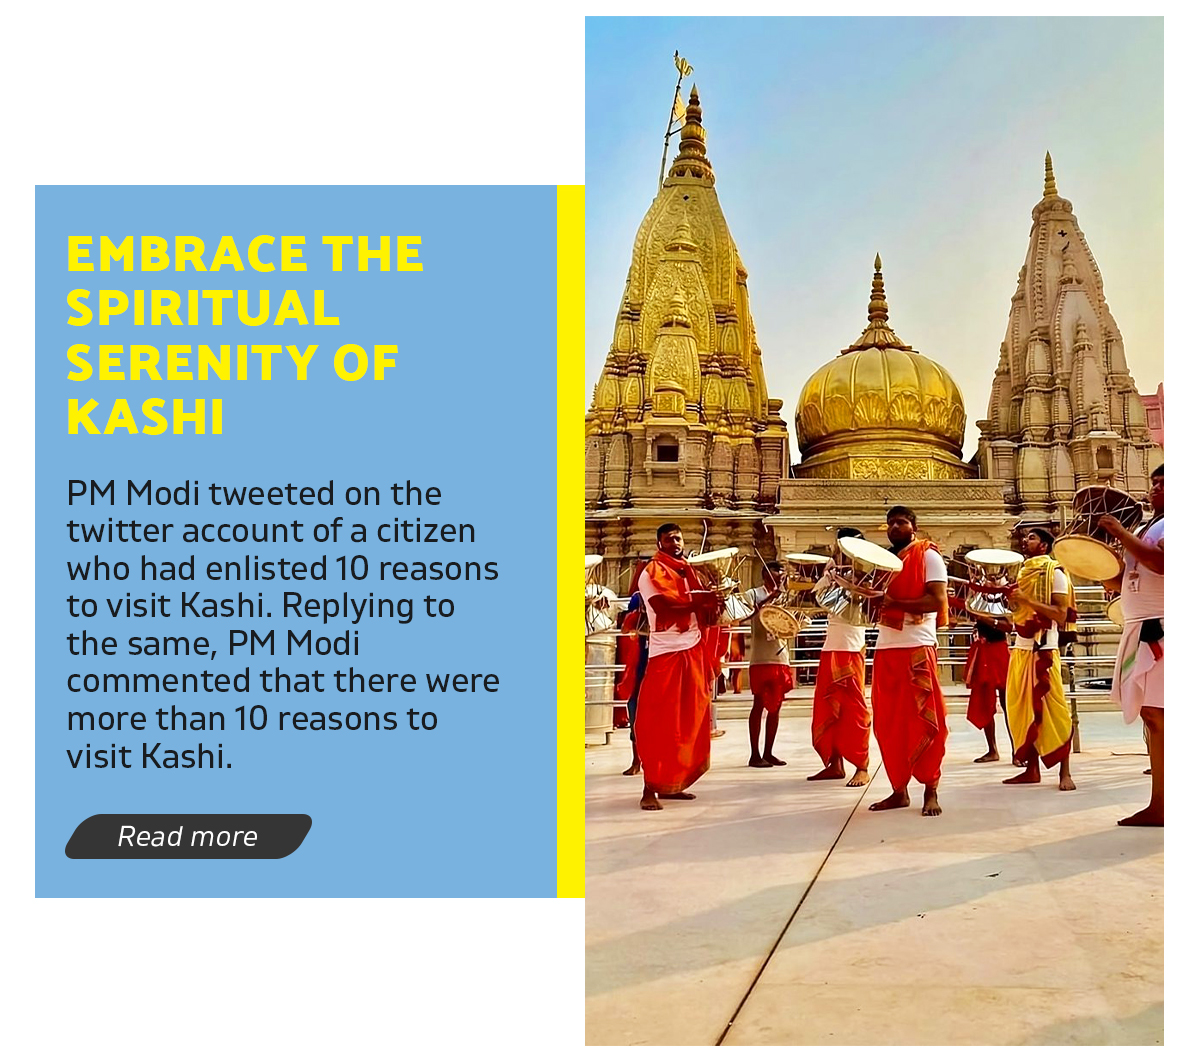 EMBRACE THE
SPIRITUAL
SERENITY OF
KASHI
PM Modi tweeted on the
twitter account of a citizen
who had enlisted 10 reasons
to visit Kashi. Replying to
the same, PM Modi
commented that there were
more than 10 reasons to
visit Kashi.
Read more